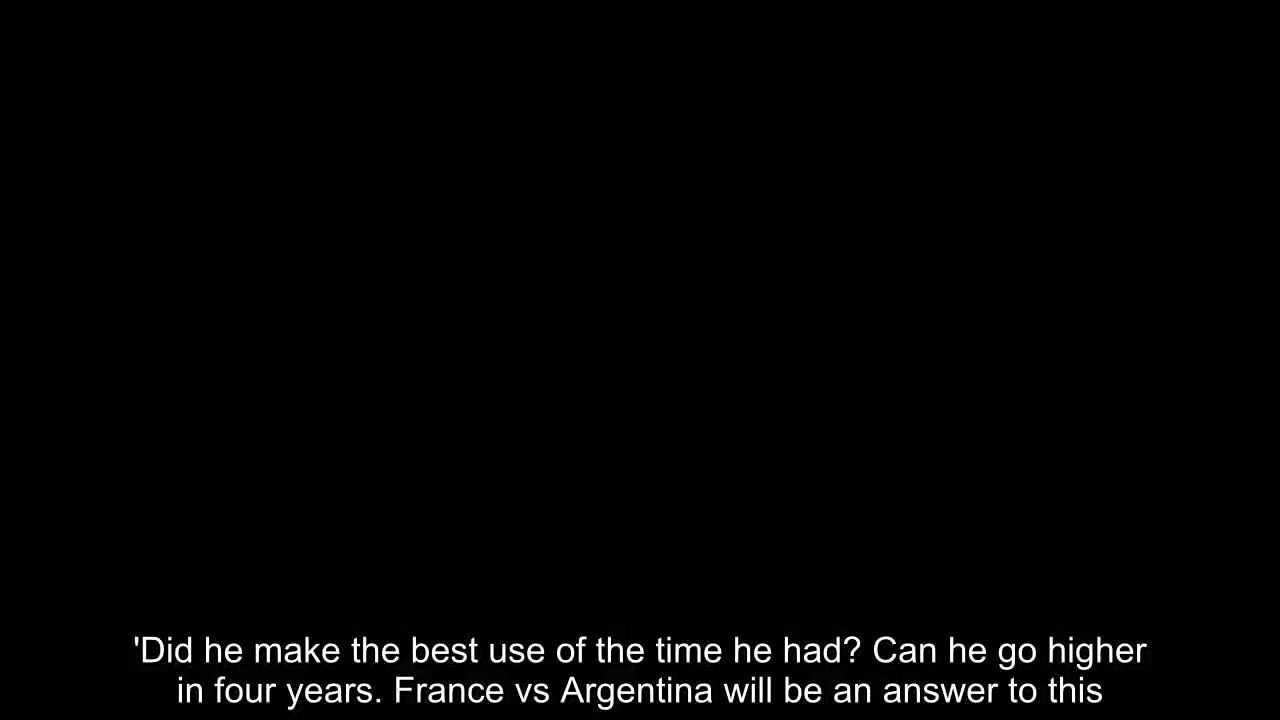 'Did he make the best use of the time he had? Can he go higher
in four years. France vs Argentina will be an answer to this